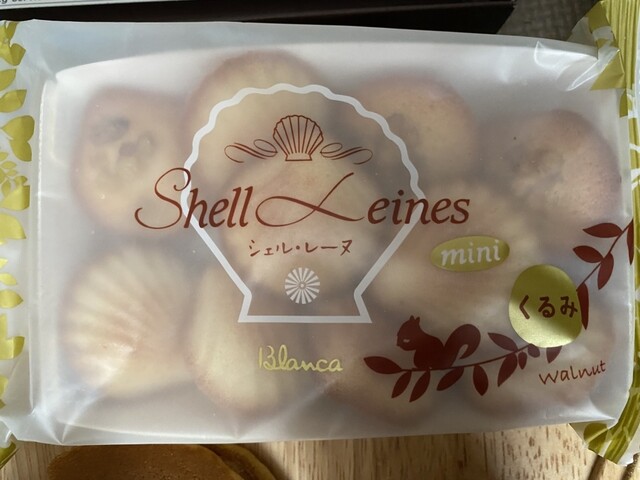 Shell Leines
シェル・レーヌ
mini
くるみ
Blanca
walnut